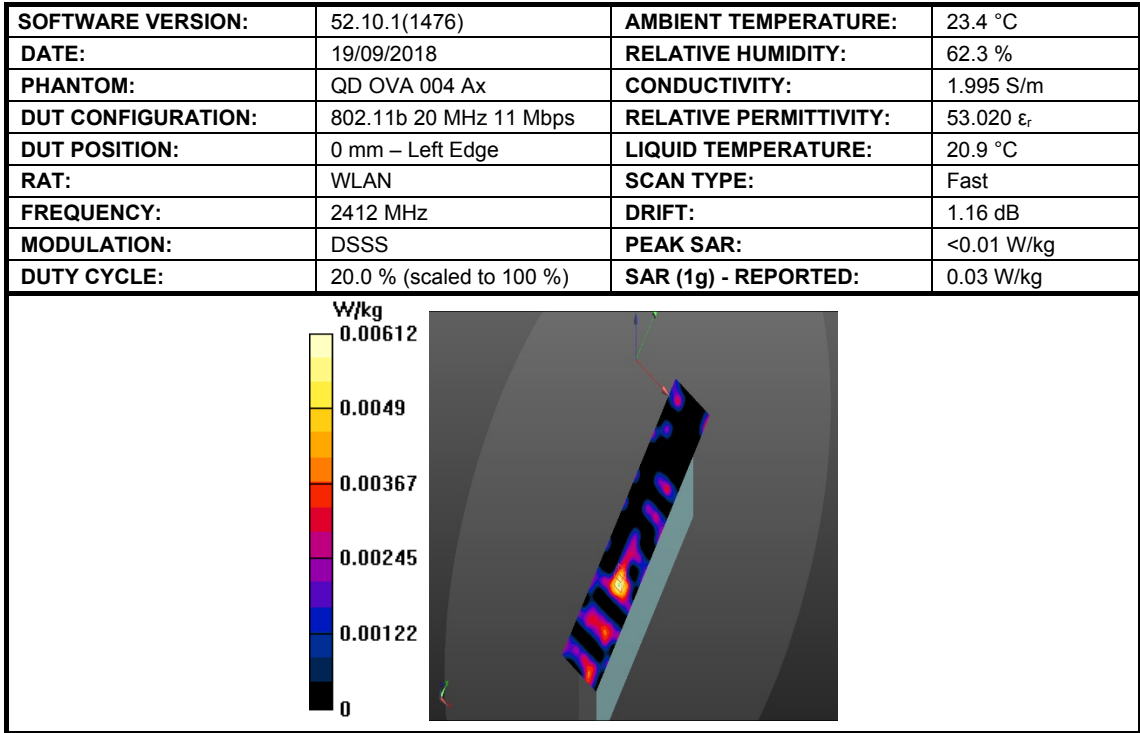 SOFTWARE VERSION: 52.10.1(1476) AMBIENT TEMPERATURE: 23.4 °C
DATE: 19/09/2018 RELATIVE HUMIDITY: 62.3 %
PHANTOM: QD OVA 004 Ax CONDUCTIVITY: 1.995 S/m
DUT CONFIGURATION: 802.11b 20 MHz 11 Mbps RELATIVE PERMITTIVITY: 53.020 εᵣ
DUT POSITION: 0 mm – Left Edge LIQUID TEMPERATURE: 20.9 °C
RAT: WLAN SCAN TYPE: Fast
FREQUENCY: 2412 MHz DRIFT: 1.16 dB
MODULATION: DSSS PEAK SAR: <0.01 W/kg
DUTY CYCLE: 20.0 % (scaled to 100 %) SAR (1g) - REPORTED: 0.03 W/kg
W/kg
0.00612
0.0049
0.00367
0.00245
0.00122
0